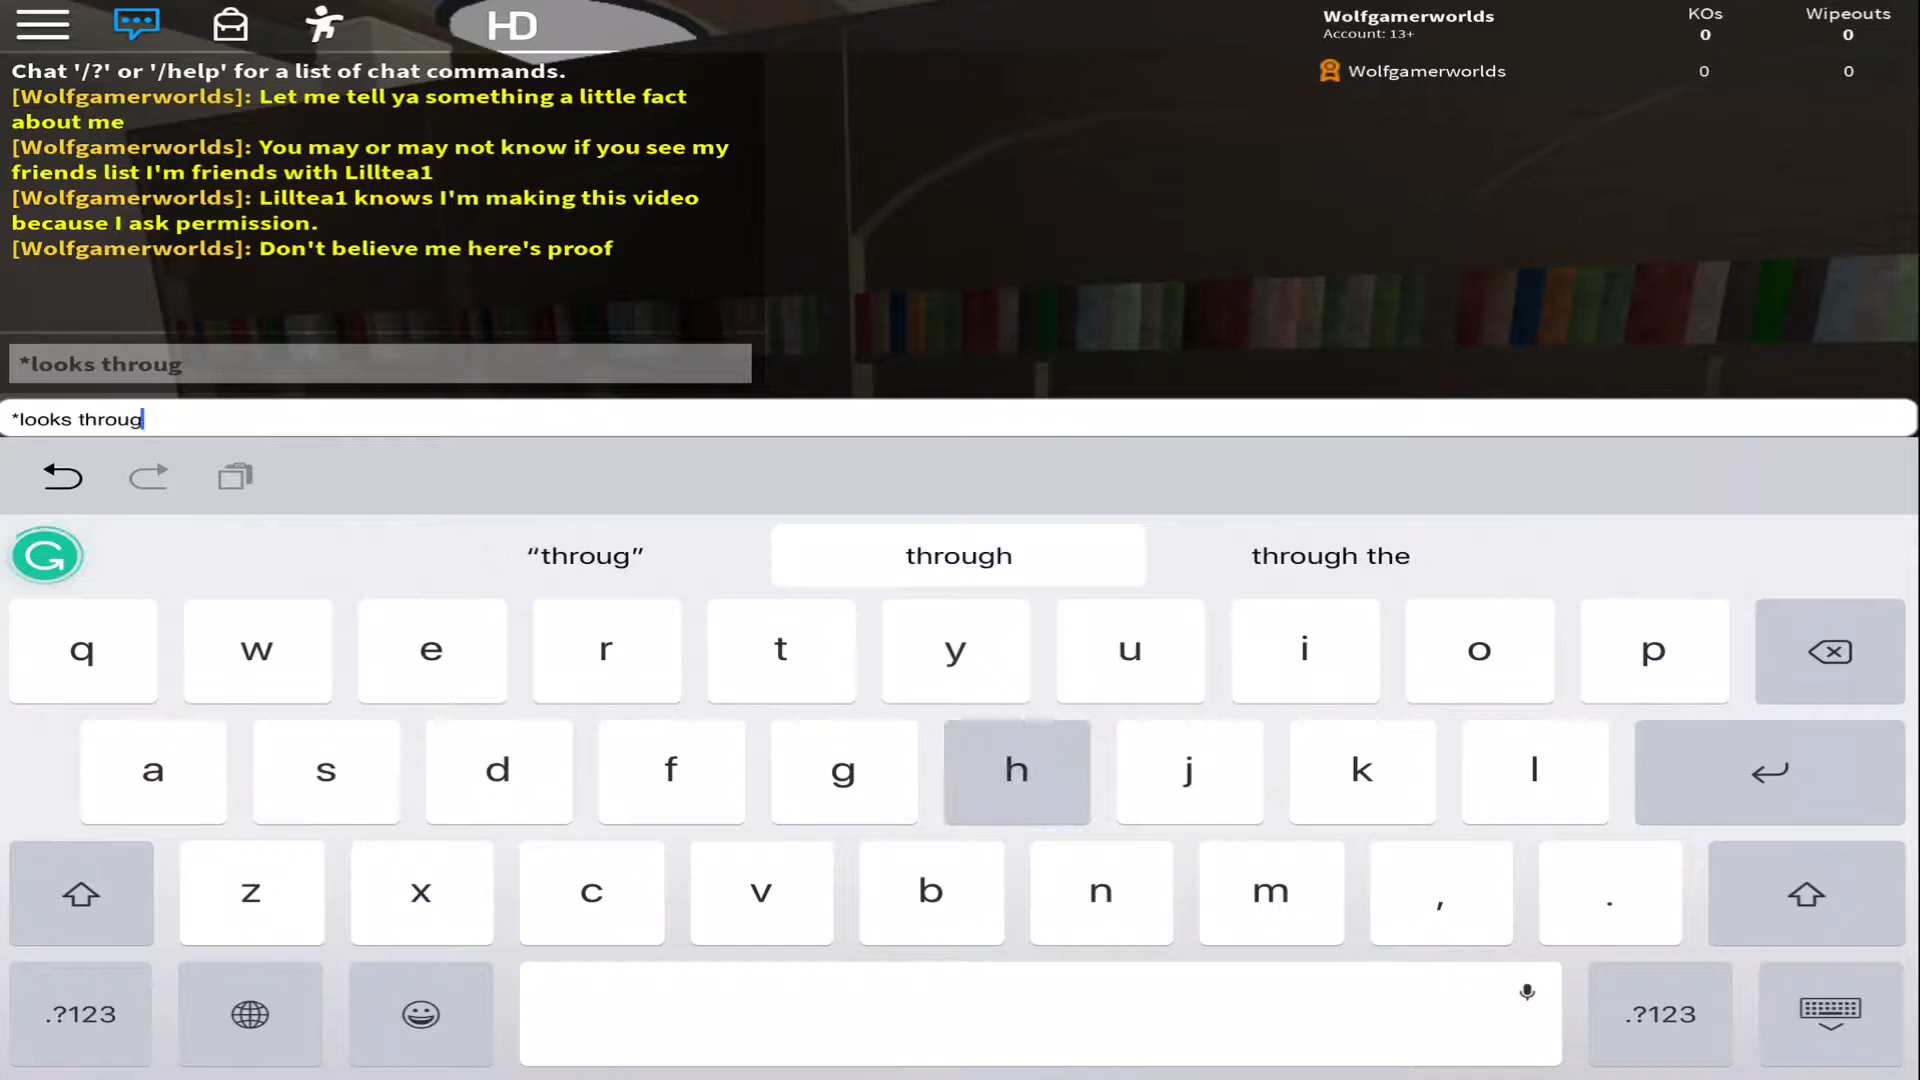 HD
Wolfgamerworlds KOs Wipeouts
Account: 13+ 0 0
Wolfgamerworlds 0 0
Chat '/?' or '/help' for a list of chat commands.
[Wolfgamerworlds]: Let me tell ya something a little fact
about me
[Wolfgamerworlds]: You may or may not know if you see my
friends list I'm friends with Lilltea1
[Wolfgamerworlds]: Lilltea1 knows I'm making this video
because I ask permission.
[Wolfgamerworlds]: Don't believe me here's proof
*looks throug
*looks throug
“throug” through through the
q w e r t y u i o p
a s d f g h j k l
z x c v b n m , .
.?123 .?123